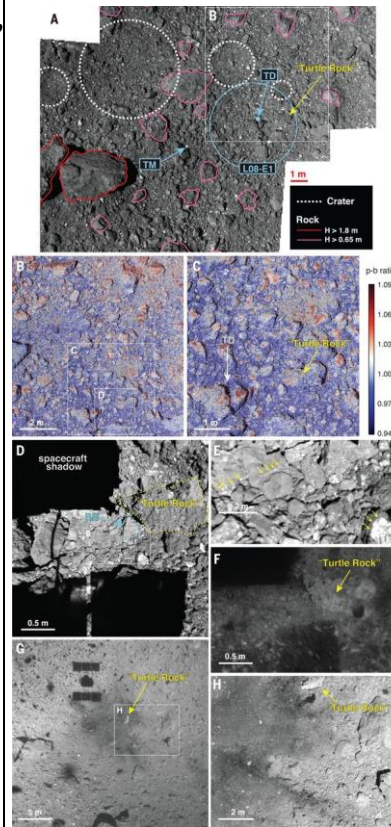 A
B
TD
"Turtle Rock"
TM
L08-E1
1 m
Crater
Rock
H > 1.8 m
H > 0.65 m
B
C
D
2 m
C
TD
"Turtle Rock"
p-b ratio
1.09
1.06
1.03
1.00
0.97
0.94
D
spacecraft
shadow
"Turtle Rock"
0.5 m
E
F
"Turtle Rock"
0.5 m
G
"Turtle Rock"
H
5 m
H
"Turtle Rock"
2 m